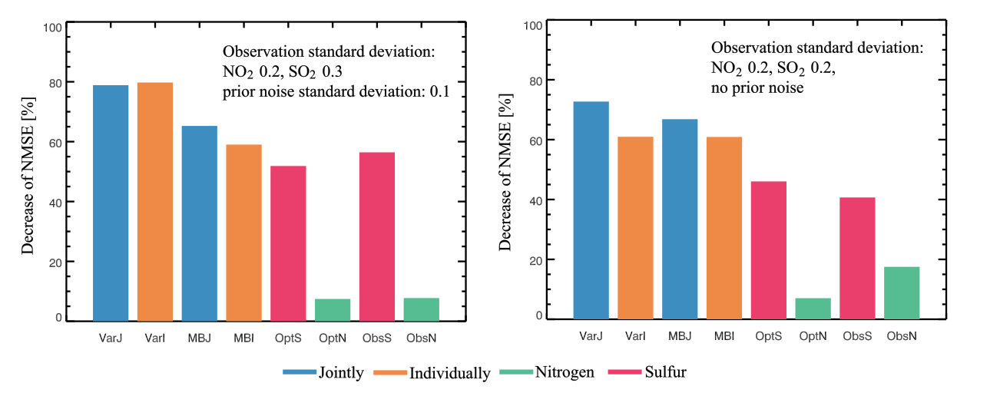 Decrease of NMSE [%]
100
80
60
40
20
0
Observation standard deviation:
NO2 0.2, SO2 0.3
prior noise standard deviation: 0.1
VarJ VarI MBJ MBI OptS OptN ObsS ObsN
Decrease of NMSE [%]
100
80
60
40
20
0
Observation standard deviation:
NO2 0.2, SO2 0.2,
no prior noise
VarJ VarI MBJ MBI OptS OptN ObsS ObsN
Jointly Individually Nitrogen Sulfur